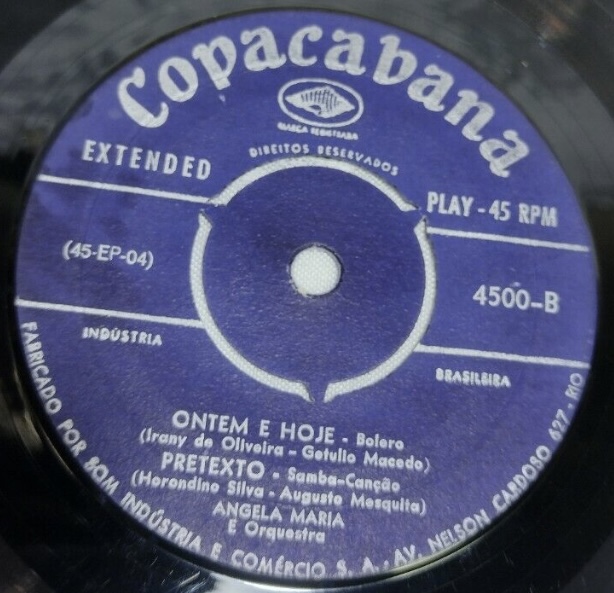 Copacabana
MARCA REGISTRADA
DIREITOS RESERVADOS
EXTENDED
PLAY - 45 RPM
(45-EP-04)
4500-B
INDÚSTRIA
BRASILEIRA
ONTEM E HOJE - Bolero
(Irany de Oliveira - Getulio Macedo)
PRETEXTO - Samba-Canção
(Horondino Silva - Augusto Mesquita)
ANGELA MARIA
E Orquestra
FABRICADO POR SOM INDÚSTRIA E COMÉRCIO S. A. - AV. NELSON CARDOSO 627 - RIO